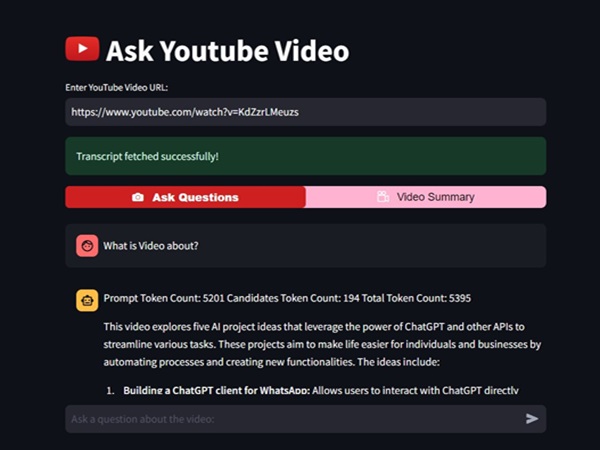 Ask Youtube Video
Enter YouTube Video URL:
https://www.youtube.com/watch?v=KdZzrLMeuzs
Transcript fetched successfully!
Ask Questions
Video Summary
What is Video about?
Prompt Token Count: 5201 Candidates Token Count: 194 Total Token Count: 5395
This video explores five AI project ideas that leverage the power of ChatGPT and other APIs to
streamline various tasks. These projects aim to make life easier for individuals and businesses by
automating processes and creating new functionalities. The ideas include:
1. Building a ChatGPT client for WhatsApp: Allows users to interact with ChatGPT directly
Ask a question about the video: